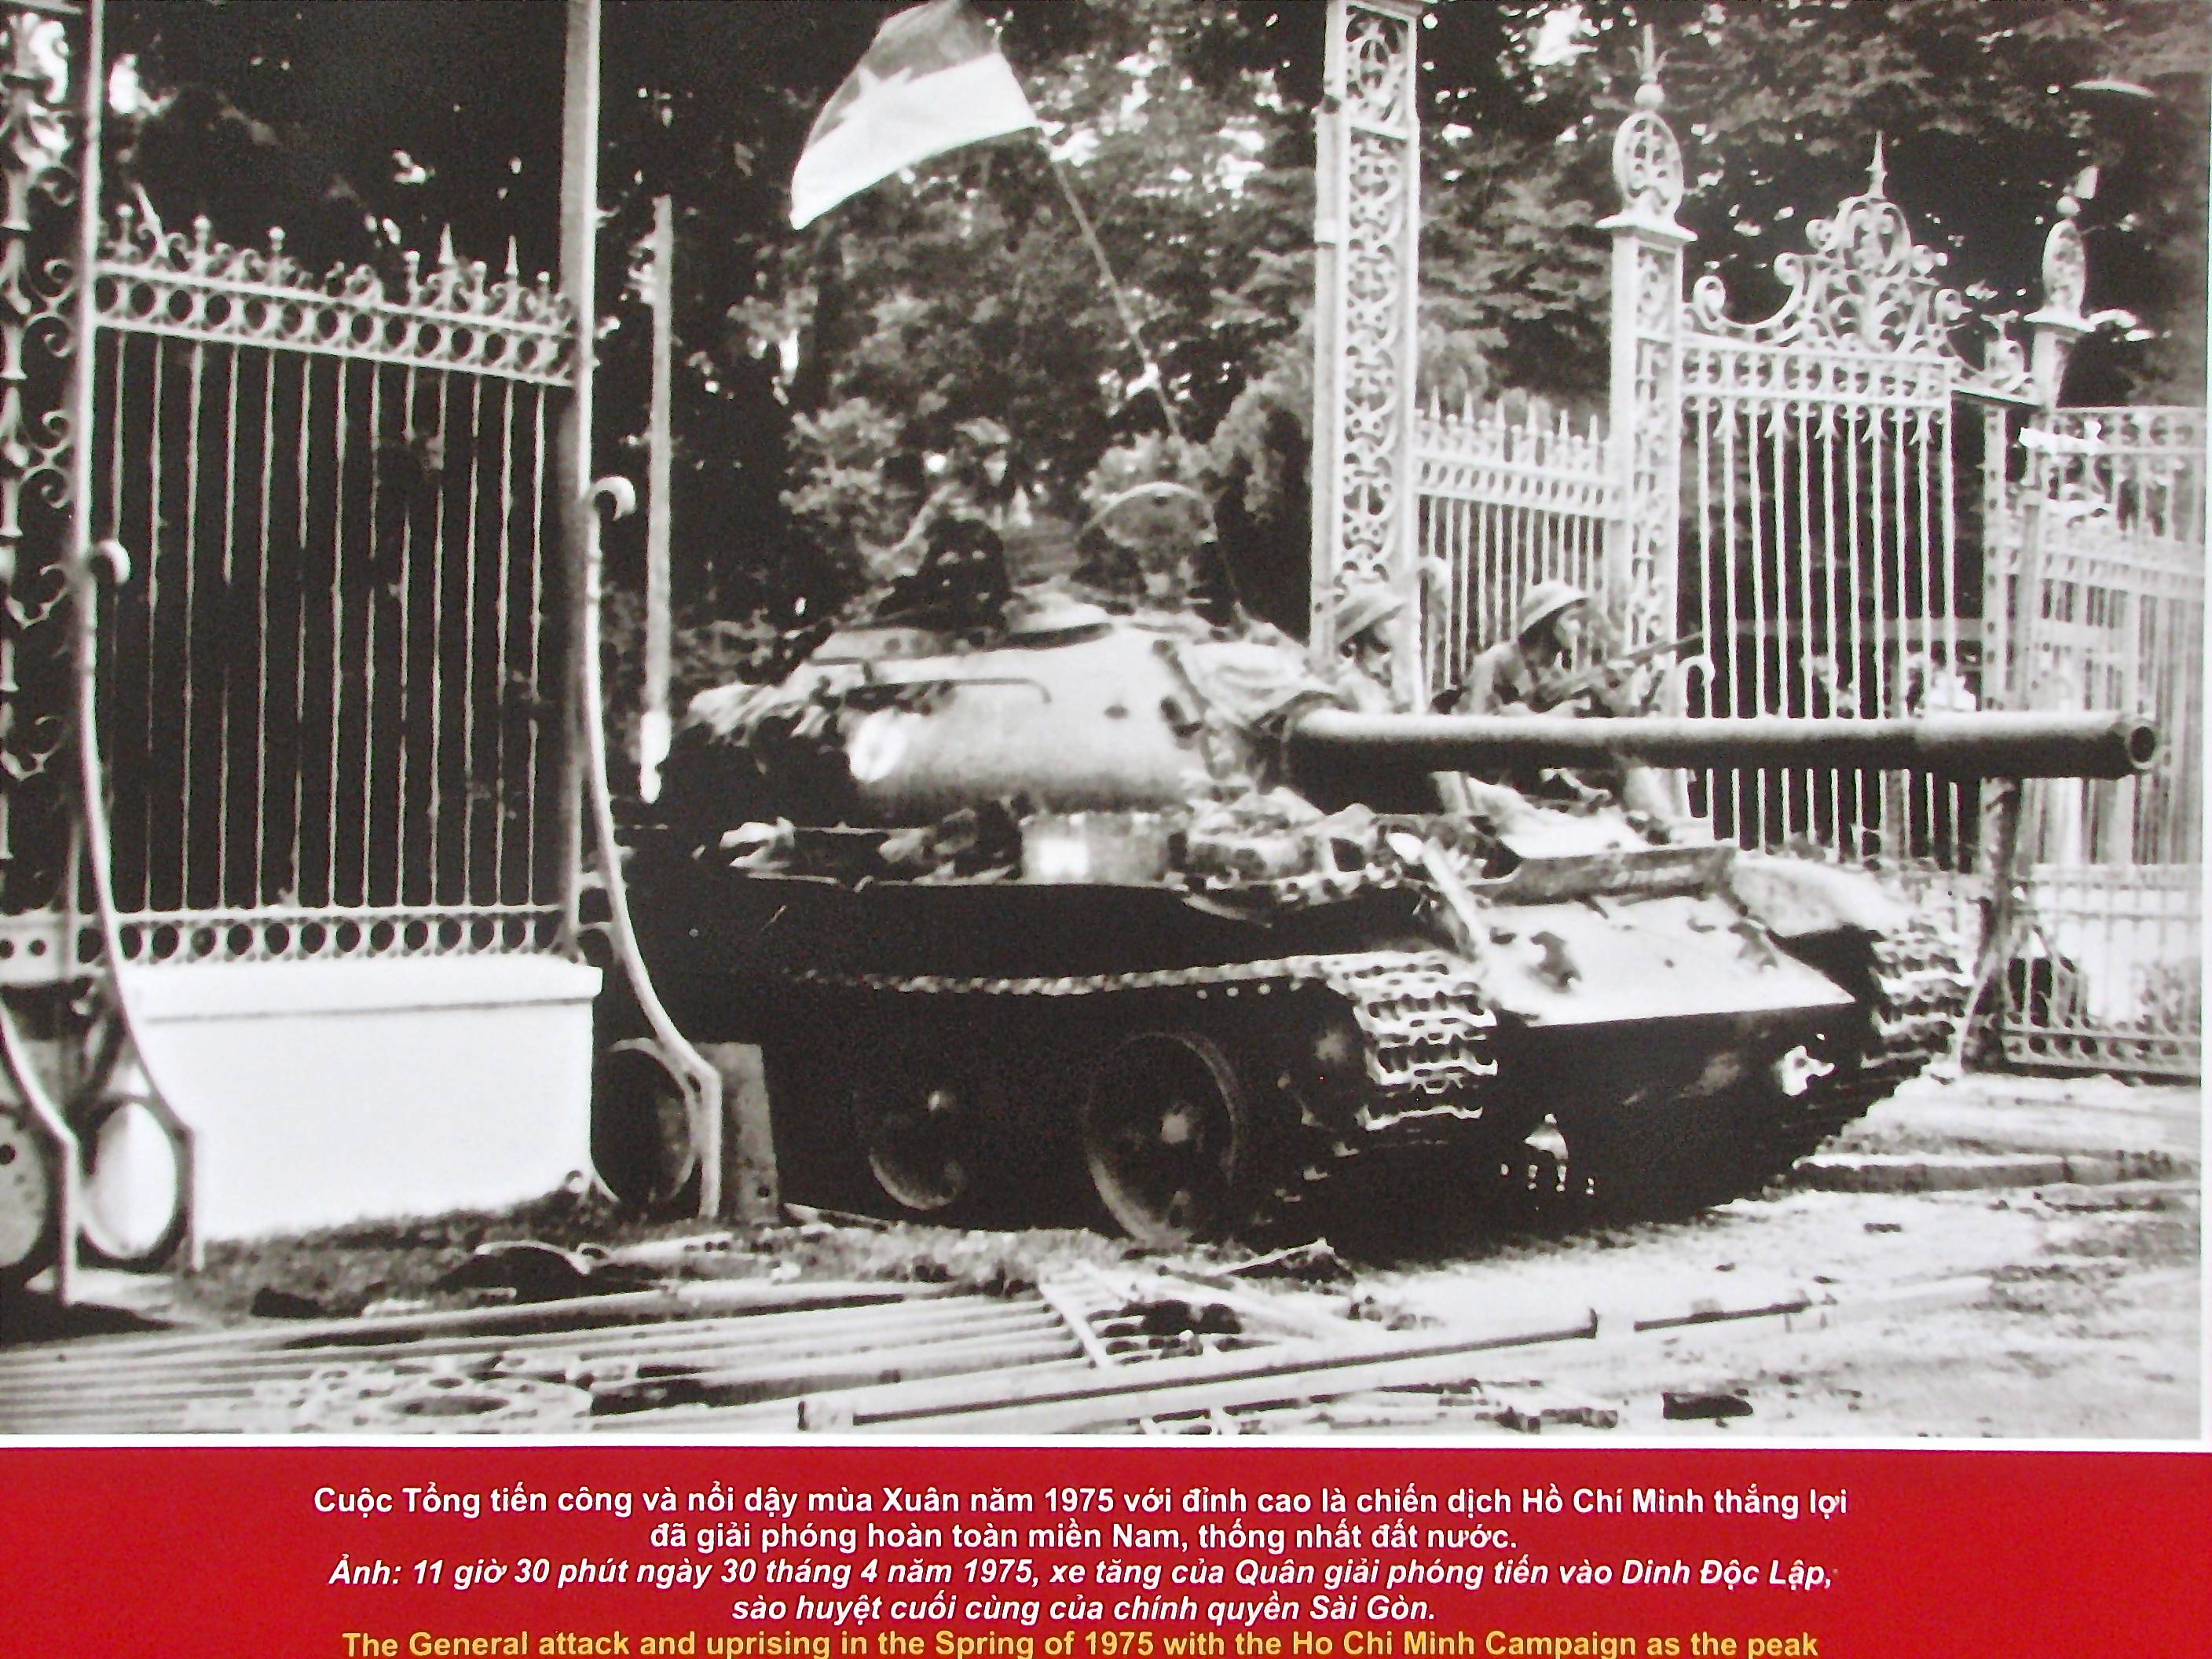 Cuộc Tổng tiến công và nổi dậy mùa Xuân năm 1975 với đỉnh cao là chiến dịch Hồ Chí Minh thắng lợi
đã giải phóng hoàn toàn miền Nam, thống nhất đất nước.
Ảnh: 11 giờ 30 phút ngày 30 tháng 4 năm 1975, xe tăng của Quân giải phóng tiến vào Dinh Độc Lập,
sào huyệt cuối cùng của chính quyền Sài Gòn.
The General attack and uprising in the Spring of 1975 with the Ho Chi Minh Campaign as the peak